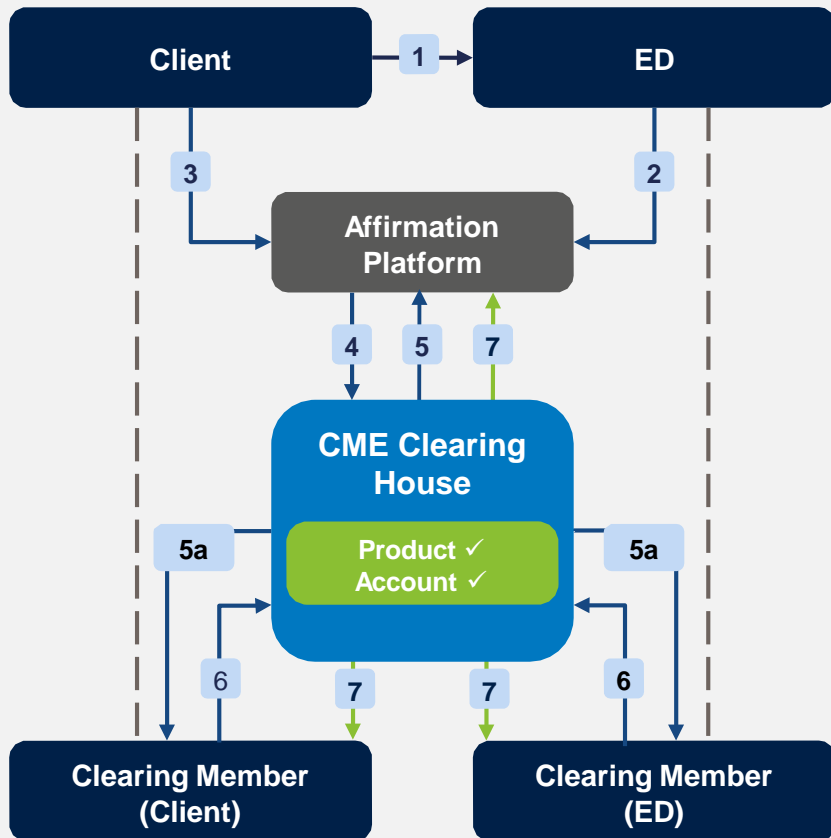 Client
1
ED
3
2
Affirmation
Platform
4
5
7
CME Clearing
House
5a
5a
Product ✓
Account ✓
6
7
7
6
Clearing Member
(Client)
Clearing Member
(ED)